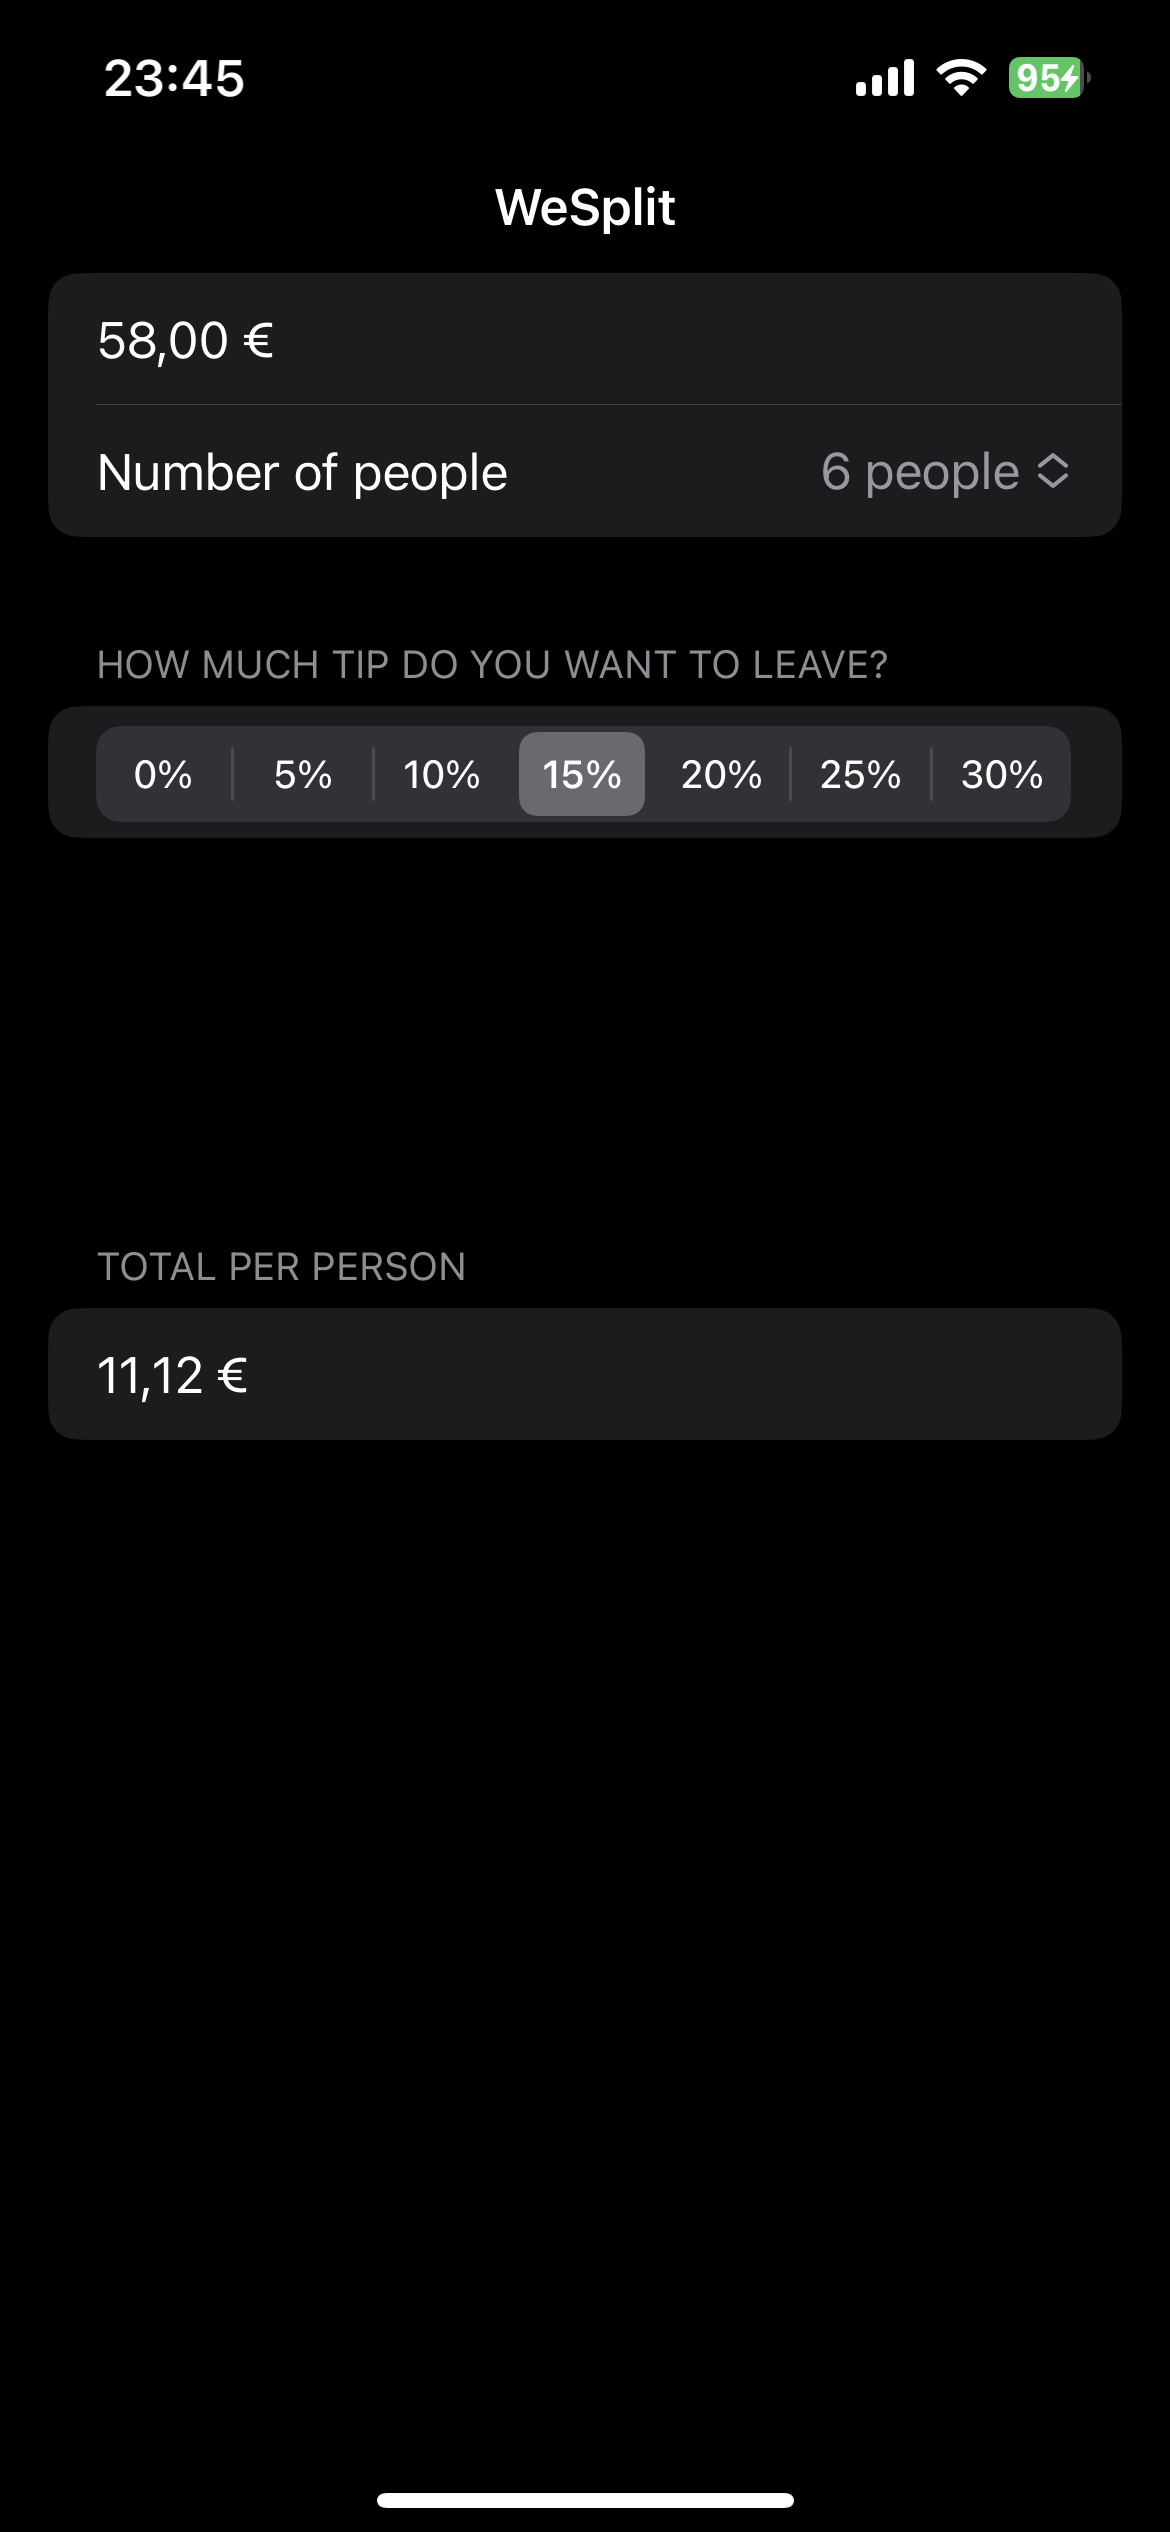 23:45
95
WeSplit
58,00 €
Number of people 6 people
HOW MUCH TIP DO YOU WANT TO LEAVE?
0% 5% 10% 15% 20% 25% 30%
TOTAL PER PERSON
11,12 €